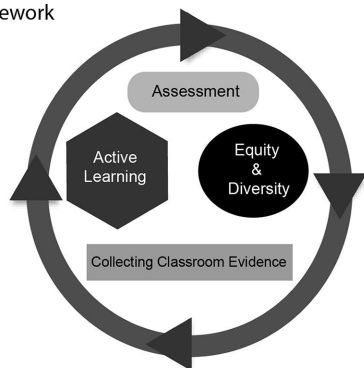 ework
Assessment
Active
Learning
Equity
&
Diversity
Collecting Classroom Evidence